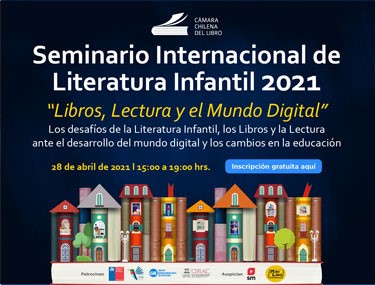 CÁMARA
CHILENA
DEL LIBRO
Seminario Internacional de
Literatura Infantil 2021
“Libros, Lectura y el Mundo Digital”
Los desafíos de la Literatura Infantil, los Libros y la Lectura
ante el desarrollo del mundo digital y los cambios en la educación
28 de abril de 2021 | 15:00 a 19:00 hrs.
Inscripción gratuita aquí
Patrocinan
CERLALC
Auspician
sm